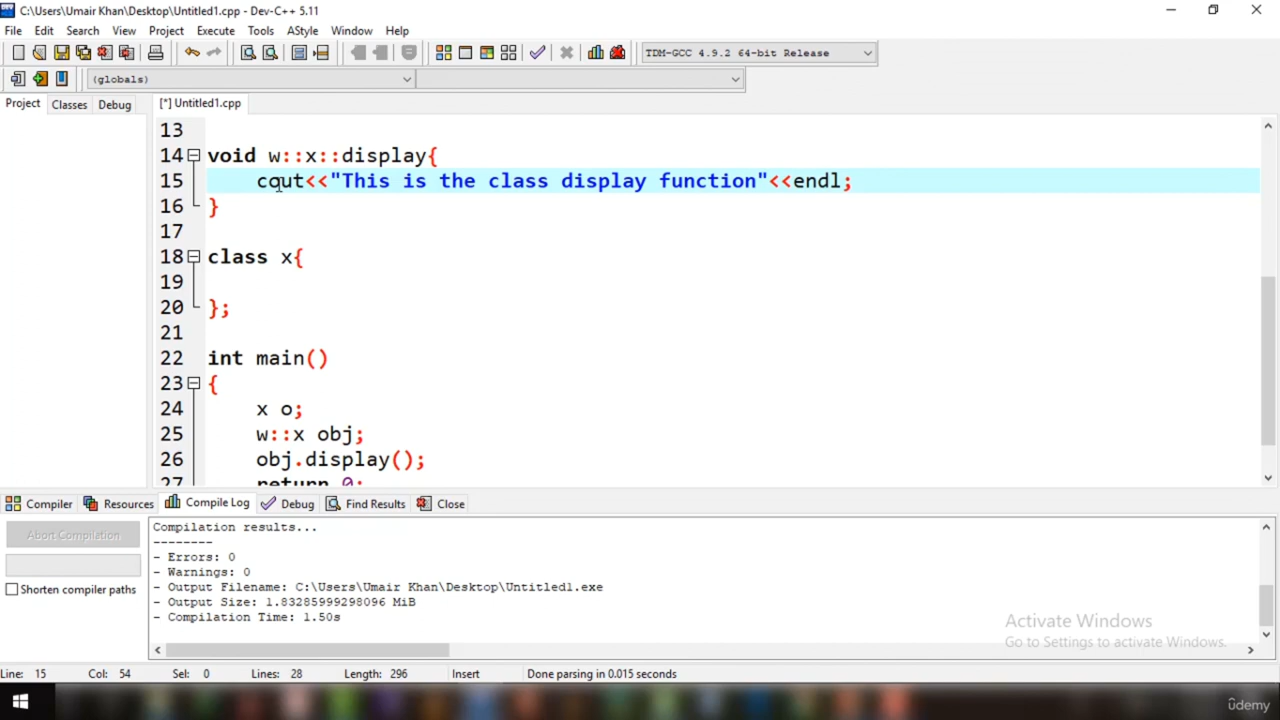 C:\Users\Umair Khan\Desktop\Untitled1.cpp - Dev-C++ 5.11
File Edit Search View Project Execute Tools AStyle Window Help
TDM-GCC 4.9.2 64-bit Release
(globals)
Project Classes Debug [*] Untitled1.cpp
13
14 void w::x::display{
15 cout<<"This is the class display function"<<endl;
16 }
17
18 class x{
19
20 };
21
22 int main()
23 {
24 x o;
25 w::x obj;
26 obj.display();
27 return 0;
Compiler Resources Compile Log Debug Find Results Close
Abort Compilation
Shorten compiler paths
Compilation results...
--------
- Errors: 0
- Warnings: 0
- Output Filename: C:\Users\Umair Khan\Desktop\Untitled1.exe
- Output Size: 1.83285999298096 MiB
- Compilation Time: 1.50s
Activate Windows
Go to Settings to activate Windows.
Line: 15 Col: 54 Sel: 0 Lines: 28 Length: 296 Insert Done parsing in 0.015 seconds
ûdemy